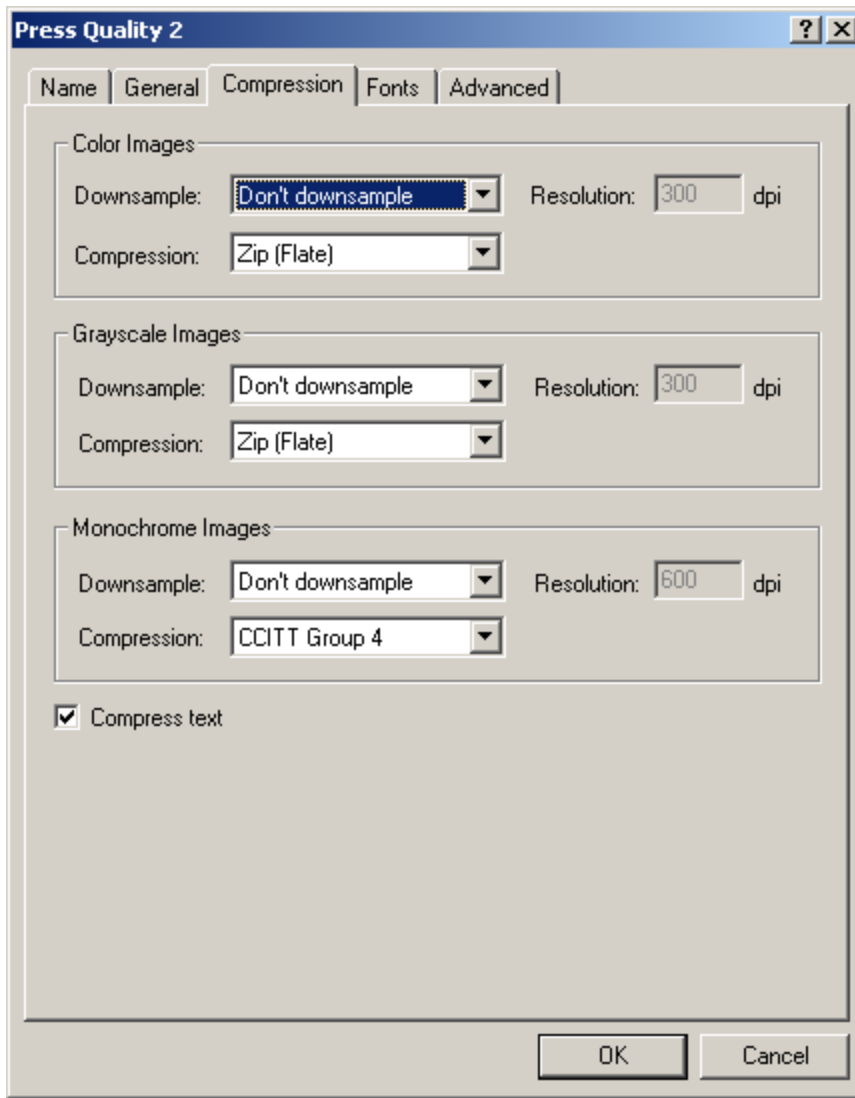 Press Quality 2
Name General Compression Fonts Advanced
Color Images
Downsample: Don't downsample Resolution: 300 dpi
Compression: Zip (Flate)
Grayscale Images
Downsample: Don't downsample Resolution: 300 dpi
Compression: Zip (Flate)
Monochrome Images
Downsample: Don't downsample Resolution: 600 dpi
Compression: CCITT Group 4
Compress text
OK Cancel